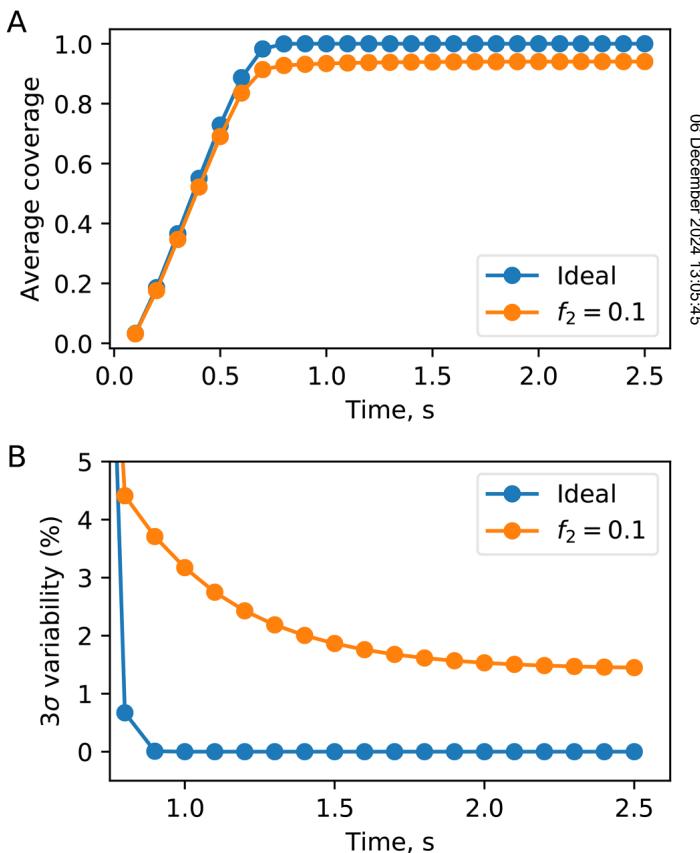 A
1.0
0.8
0.6
0.4
0.2
0.0
Average coverage
Ideal
f₂ = 0.1
0.0 0.5 1.0 1.5 2.0 2.5
Time, s
06 December 2024 13:05:45
B
5
4
3
2
1
0
3σ variability (%)
Ideal
f₂ = 0.1
1.0 1.5 2.0 2.5
Time, s